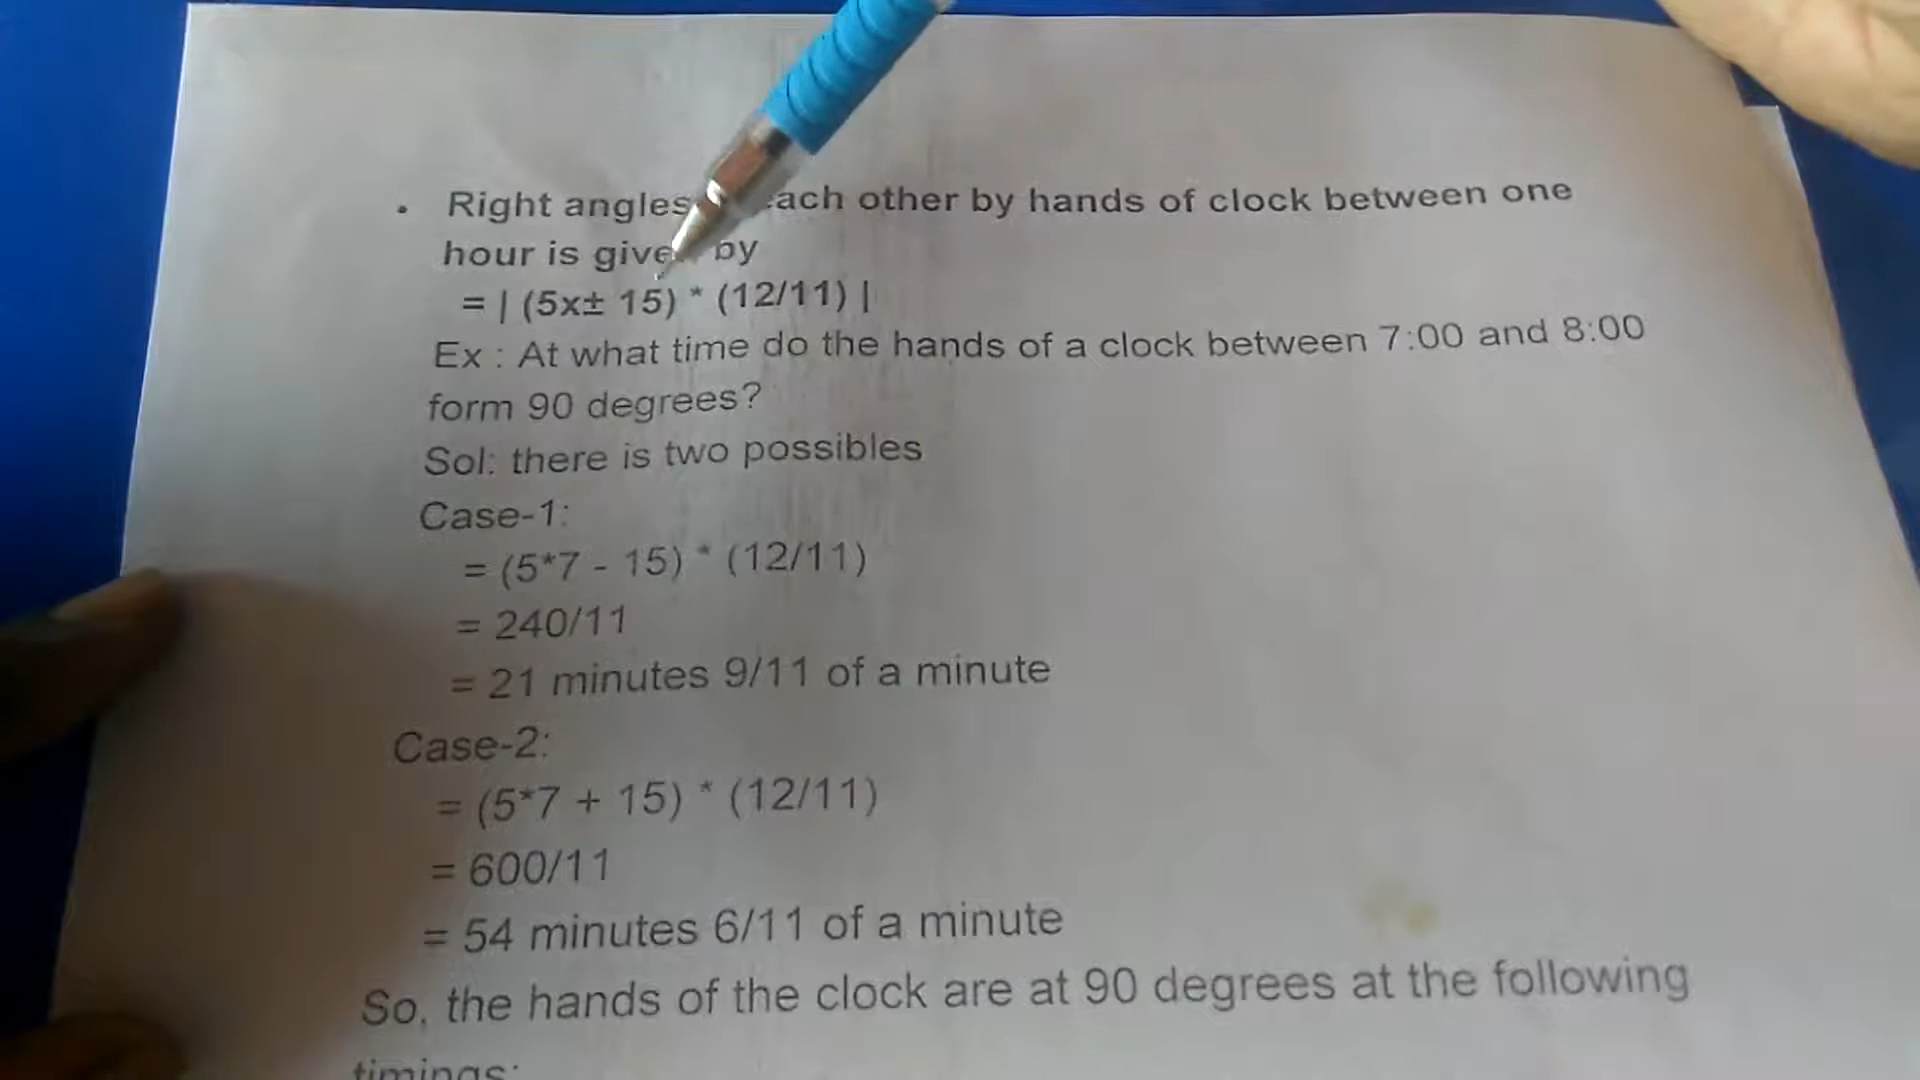 • Right angles each other by hands of clock between one
hour is given by
= | (5x± 15) * (12/11) |
Ex : At what time do the hands of a clock between 7:00 and 8:00
form 90 degrees?
Sol: there is two possibles
Case-1:
= (5*7 - 15) * (12/11)
= 240/11
= 21 minutes 9/11 of a minute
Case-2:
= (5*7 + 15) * (12/11)
= 600/11
= 54 minutes 6/11 of a minute
So, the hands of the clock are at 90 degrees at the following
timings: